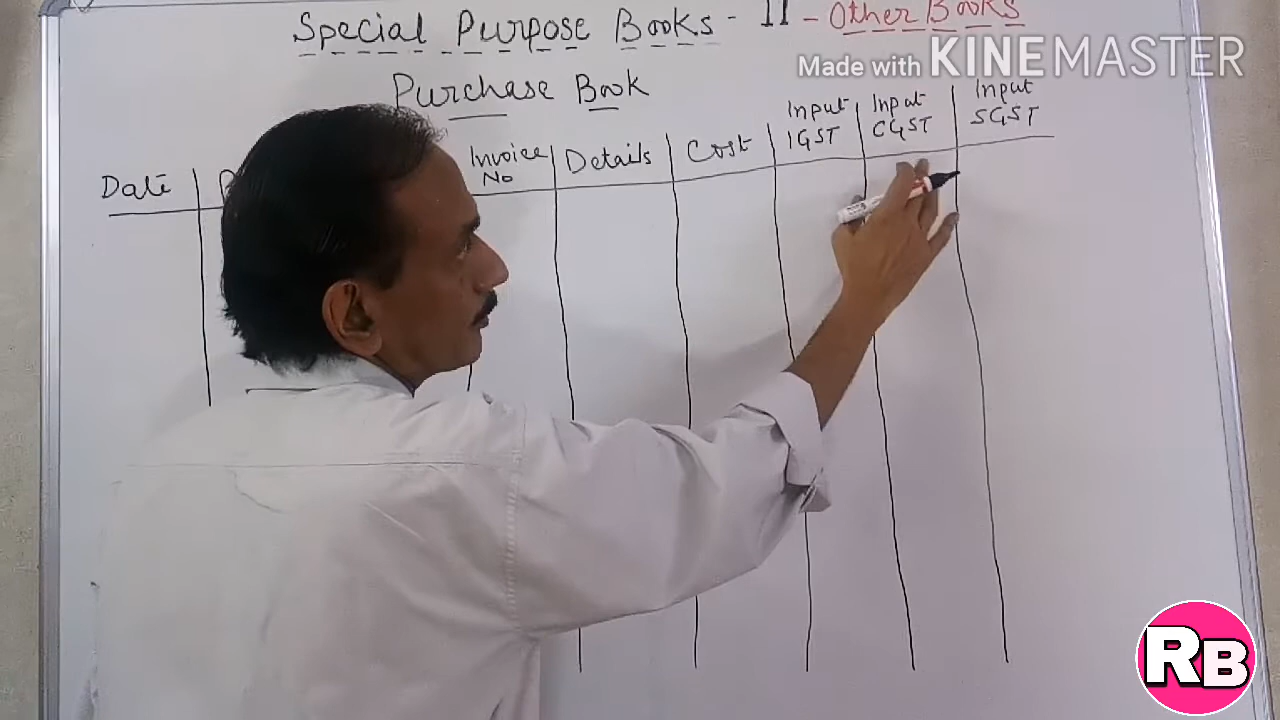 Special Purpose Books - II - Other Books
Made with KINEMASTER
Purchase Book
Date
Invoice No
Details
Cost
Input IGST
Input CGST
Input SGST
RB